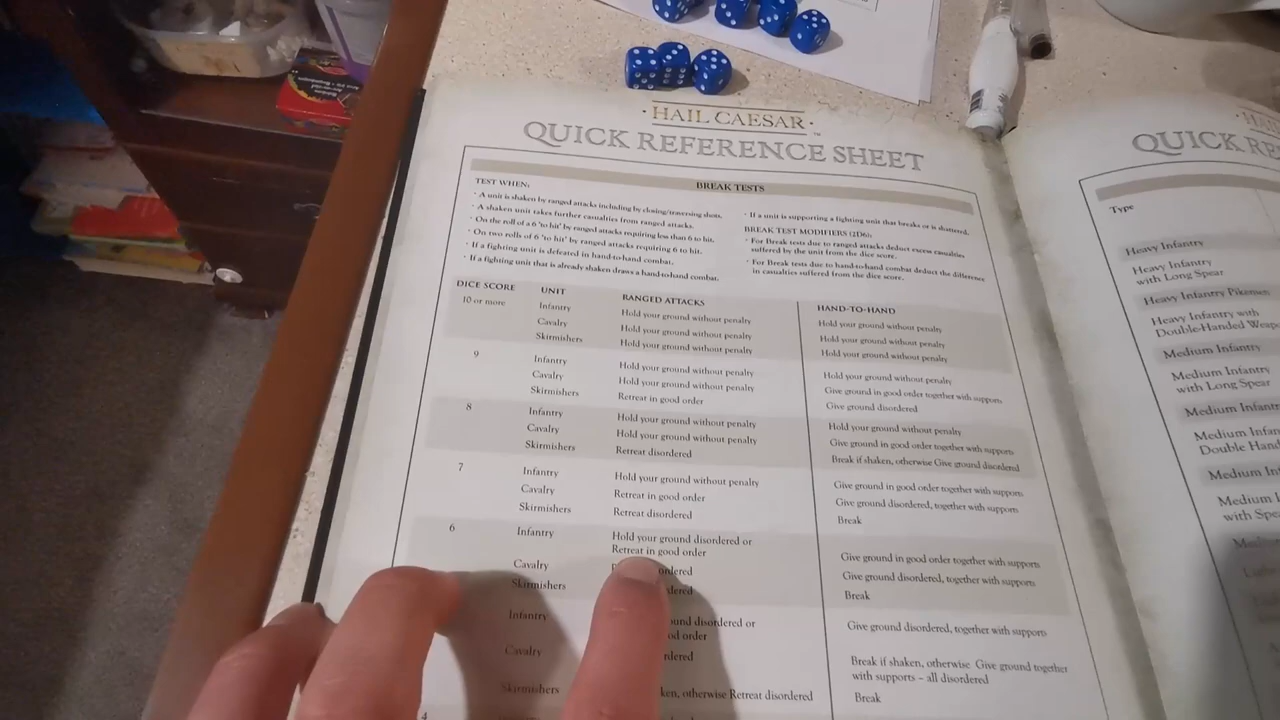 · HAIL CAESAR · ™
QUICK REFERENCE SHEET
BREAK TESTS
TEST WHEN:
· A unit is shaken by ranged attacks including by closing/traversing shots.
· A shaken unit takes further casualties from ranged attacks.
· On the roll of a 6 'to hit' by ranged attacks requiring less than 6 to hit.
· On two rolls of 6 'to hit' by ranged attacks requiring 6 to hit.
· If a fighting unit is defeated in hand-to-hand combat.
· If a fighting unit that is already shaken draws a hand-to-hand combat.
· If a unit is supporting a fighting unit that breaks or is shattered.
BREAK TEST MODIFIERS (2D6):
· For Break tests due to ranged attacks deduct excess casualties
suffered by the unit from the dice score.
· For Break tests due to hand-to-hand combat deduct the difference
in casualties suffered from the dice score.
DICE SCORE UNIT RANGED ATTACKS HAND-TO-HAND
10 or more Infantry Hold your ground without penalty Hold your ground without penalty
Cavalry Hold your ground without penalty Hold your ground without penalty
Skirmishers Hold your ground without penalty Hold your ground without penalty
9 Infantry Hold your ground without penalty Hold your ground without penalty
Cavalry Hold your ground without penalty Give ground in good order together with supports
Skirmishers Retreat in good order Give ground disordered
8 Infantry Hold your ground without penalty Hold your ground without penalty
Cavalry Hold your ground without penalty Give ground in good order together with supports
Skirmishers Retreat disordered Break if shaken, otherwise Give ground disordered
7 Infantry Hold your ground without penalty Give ground in good order together with supports
Cavalry Retreat in good order Give ground disordered, together with supports
Skirmishers Retreat disordered Break
6 Infantry Hold your ground disordered or
Retreat in good order Give ground in good order together with supports
Cavalry Give ground disordered, together with supports
Skirmishers Break
Infantry disordered or Give ground disordered, together with supports
order
Cavalry Break if shaken, otherwise Give ground together
with supports – all disordered
Skirmishers otherwise Retreat disordered Break
4
QUICK
Type
Heavy Infantry
Heavy Infantry
with Long Spear
Heavy Infantry Pikemen
Heavy Infantry with
Double-Handed
Medium Infantry
Medium Infantry
with Long Spear
Medium
Medium
Double
Medium
Medium